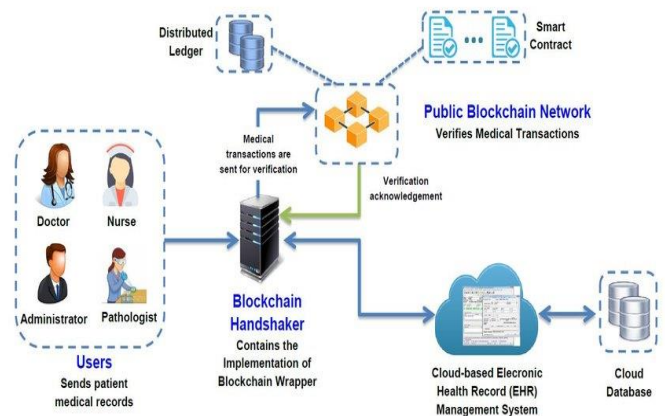 Distributed
Ledger
Smart
Contract
Public Blockchain Network
Verifies Medical Transactions
Medical
transactions are
sent for verification
Verification
acknowledgement
Doctor
Nurse
Administrator
Pathologist
Users
Sends patient
medical records
Blockchain
Handshaker
Contains the
Implementation of
Blockchain Wrapper
Cloud-based Elecronic
Health Record (EHR)
Management System
Cloud
Database